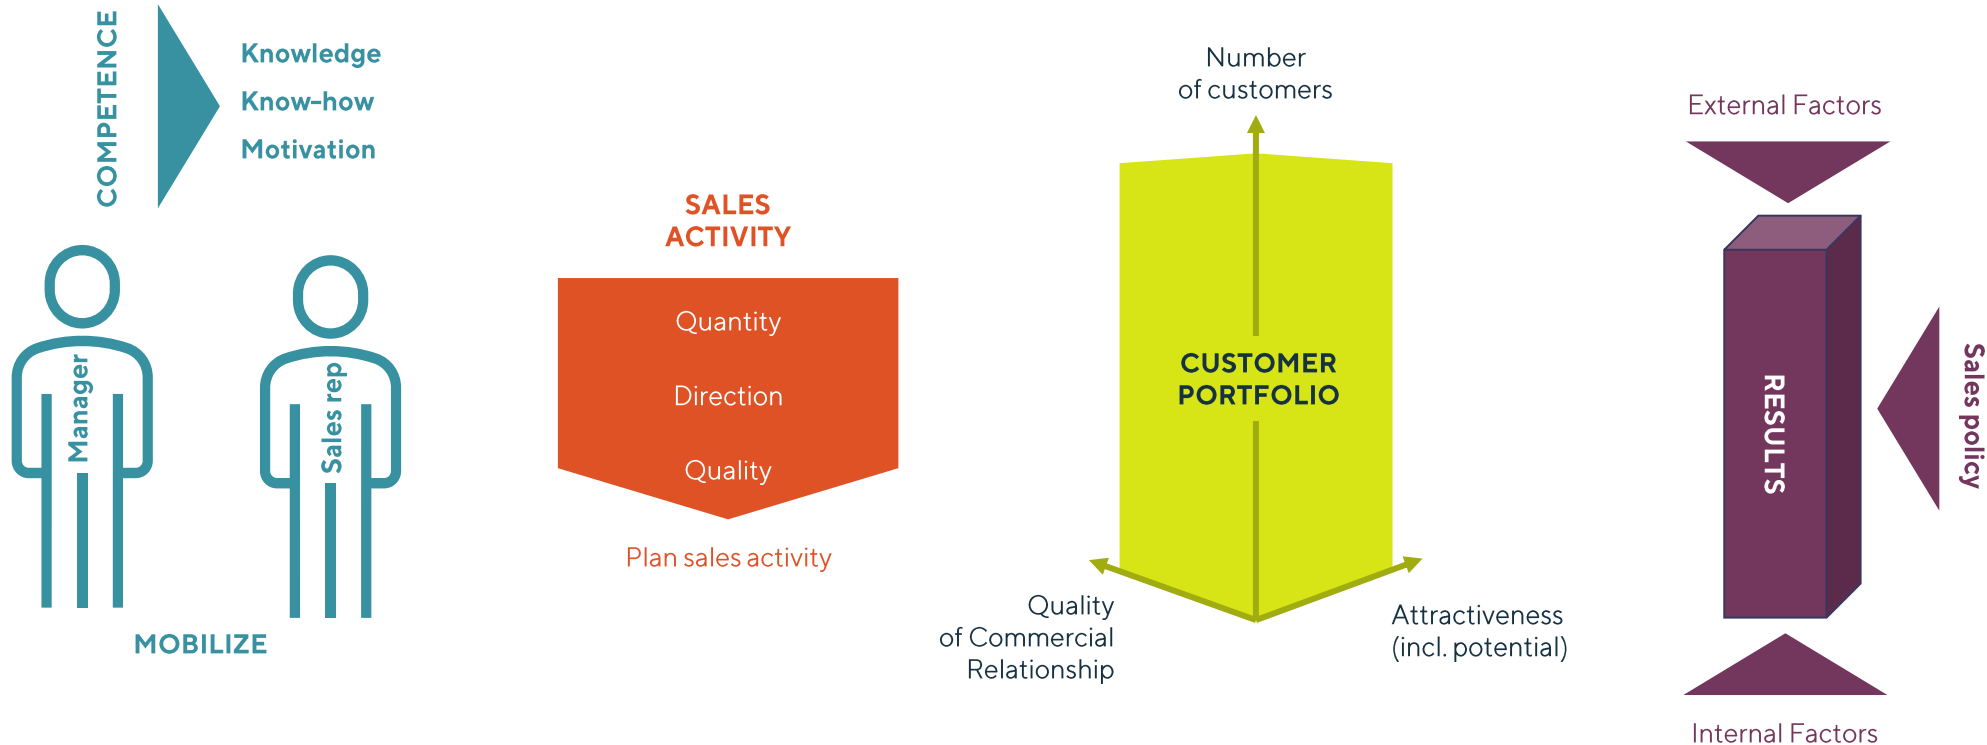 COMPETENCE
Knowledge
Know-how
Motivation
Manager
Sales rep
MOBILIZE
SALES
ACTIVITY
Quantity
Direction
Quality
Plan sales activity
Number
of customers
CUSTOMER
PORTFOLIO
Quality
of Commercial
Relationship
Attractiveness
(incl. potential)
External Factors
RESULTS
Sales policy
Internal Factors